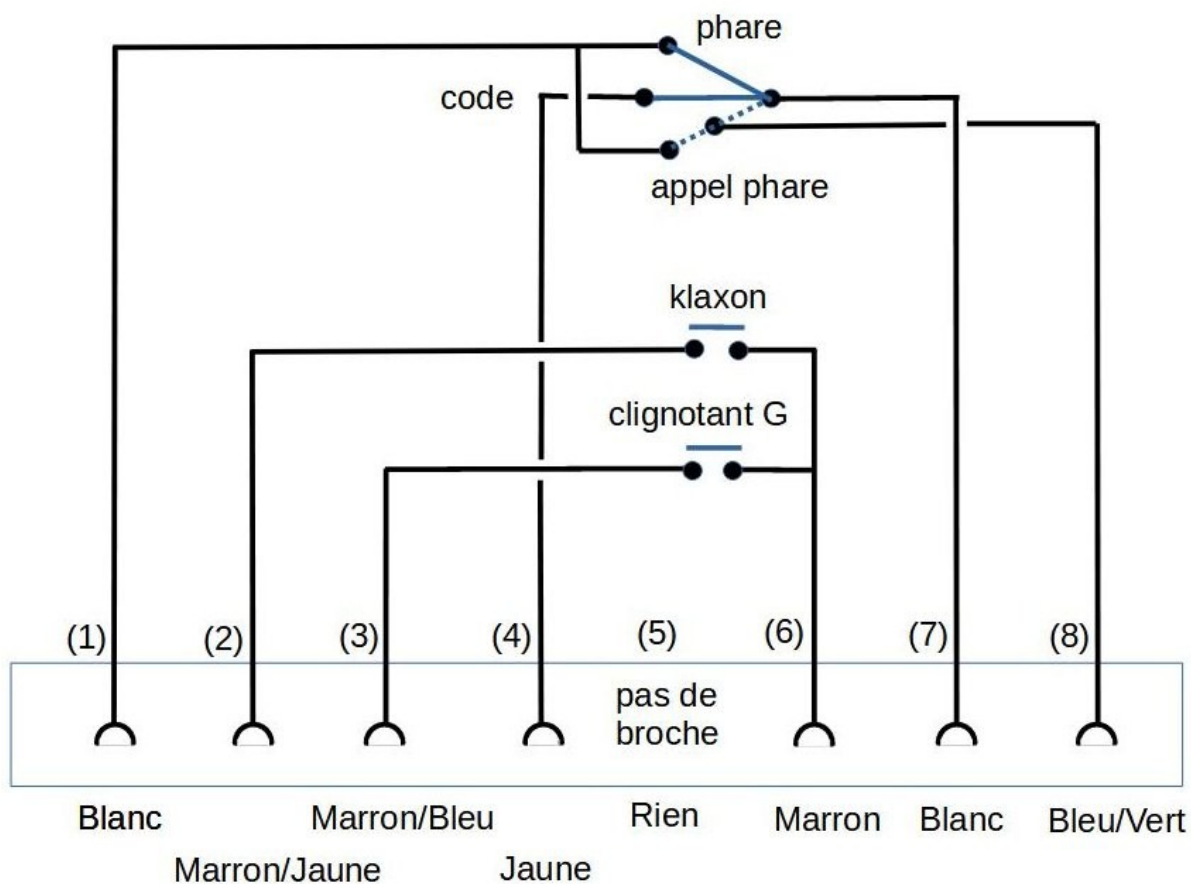 phare
code
appel phare
klaxon
clignotant G
(1) (2) (3) (4) (5) (6) (7) (8)
pas de
broche
Blanc Marron/Bleu Rien Marron Blanc Bleu/Vert
Marron/Jaune Jaune